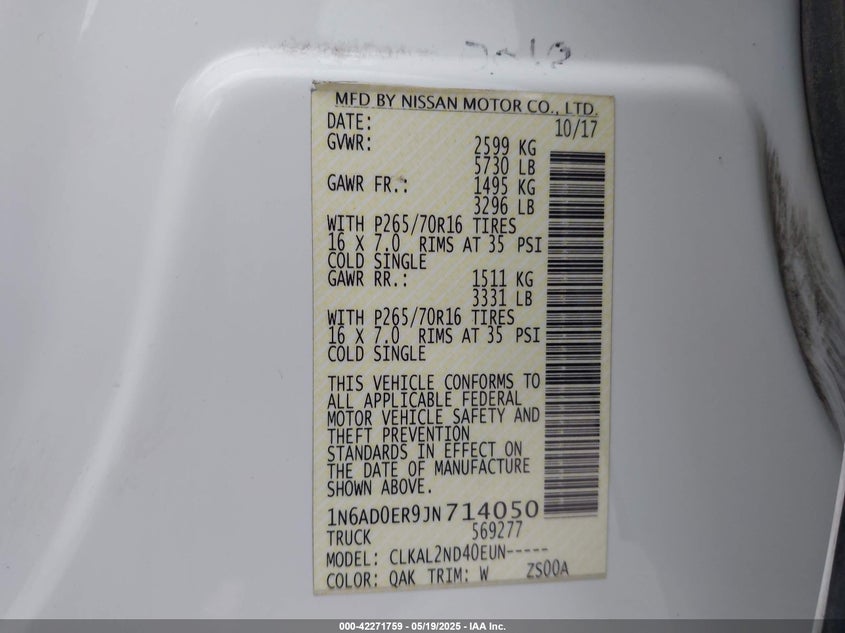 MFD BY NISSAN MOTOR CO., LTD.
DATE: 10/17
GVWR: 2599 KG
5730 LB
GAWR FR.: 1495 KG
3296 LB
WITH P265/70R16 TIRES
16 X 7.0 RIMS AT 35 PSI
COLD SINGLE
GAWR RR.: 1511 KG
3331 LB
WITH P265/70R16 TIRES
16 X 7.0 RIMS AT 35 PSI
COLD SINGLE
THIS VEHICLE CONFORMS TO
ALL APPLICABLE FEDERAL
MOTOR VEHICLE SAFETY AND
THEFT PREVENTION
STANDARDS IN EFFECT ON
THE DATE OF MANUFACTURE
SHOWN ABOVE.
1N6AD0ER9JN714050
TRUCK 569277
MODEL: CLKAL2ND40EUN-----
COLOR: QAK TRIM: W ZS00A
000-42271759 - 05/19/2025 - IAA Inc.